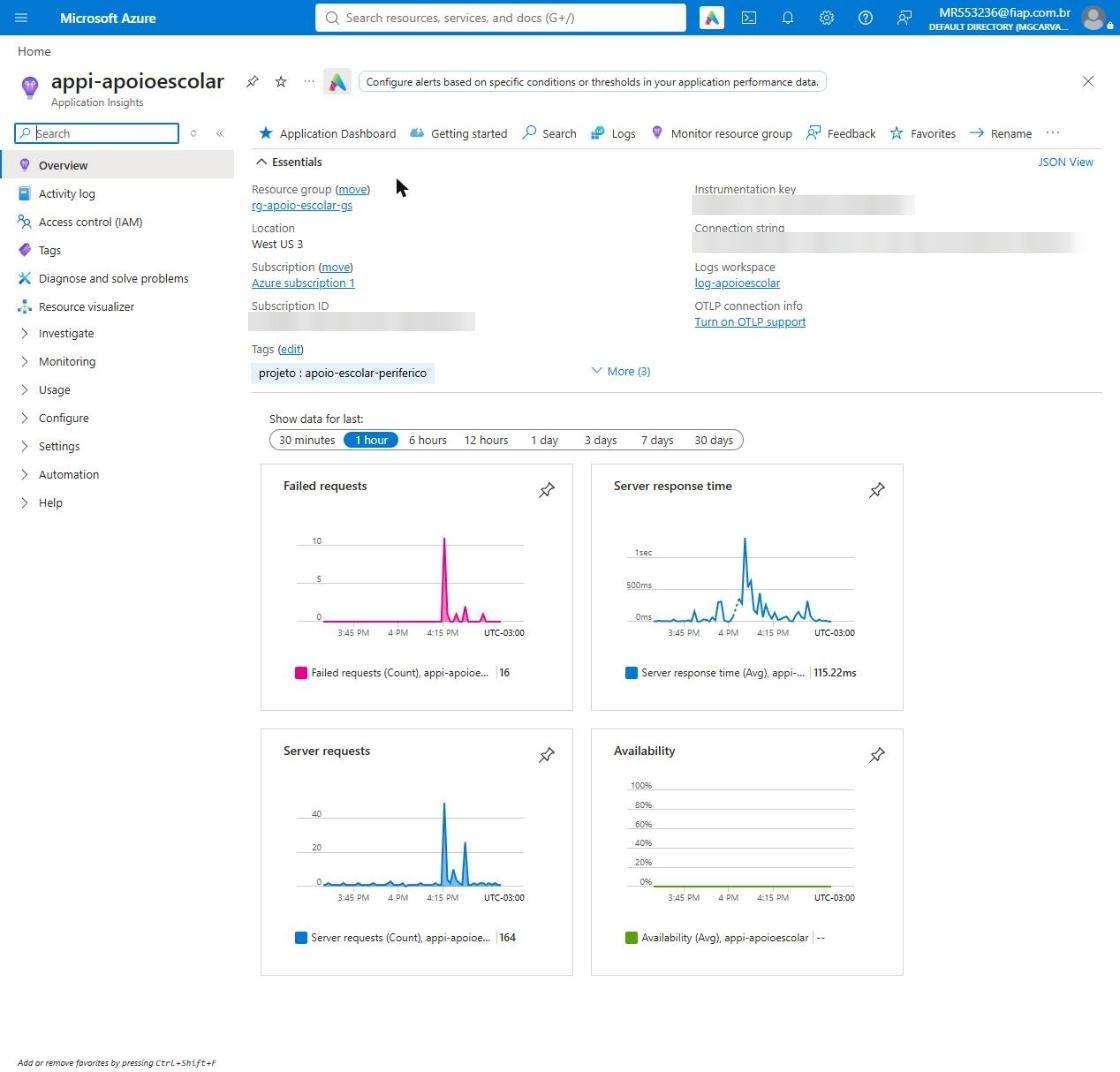 Microsoft Azure
Search resources, services, and docs (G+/)
MR553236@fiap.com.br
DEFAULT DIRECTORY (MGCARVA...
Home
appi-apoioescolar
Application Insights
Configure alerts based on specific conditions or thresholds in your application performance data.
Search
Application Dashboard
Getting started
Search
Logs
Monitor resource group
Feedback
Favorites
Rename
Overview
Activity log
Access control (IAM)
Tags
Diagnose and solve problems
Resource visualizer
Investigate
Monitoring
Usage
Configure
Settings
Automation
Help
Essentials
JSON View
Resource group (move)
rg-apoio-escolar-gs
Location
West US 3
Subscription (move)
Azure subscription 1
Subscription ID
Instrumentation key
Connection string
Logs workspace
log-apoioescolar
OTLP connection info
Turn on OTLP support
Tags (edit)
projeto : apoio-escolar-periferico
More (3)
Show data for last:
30 minutes
1 hour
6 hours
12 hours
1 day
3 days
7 days
30 days
Failed requests
10
5
0
3:45 PM
4 PM
4:15 PM
UTC-03:00
Failed requests (Count), appi-apoioe...
16
Server response time
1sec
500ms
0ms
3:45 PM
4 PM
4:15 PM
UTC-03:00
Server response time (Avg), appi-...
115.22ms
Server requests
40
20
0
3:45 PM
4 PM
4:15 PM
UTC-03:00
Server requests (Count), appi-apoioe...
164
Availability
100%
80%
60%
40%
20%
0%
3:45 PM
4 PM
4:15 PM
UTC-03:00
Availability (Avg), appi-apoioescolar
--
Add or remove favorites by pressing Ctrl+Shift+F